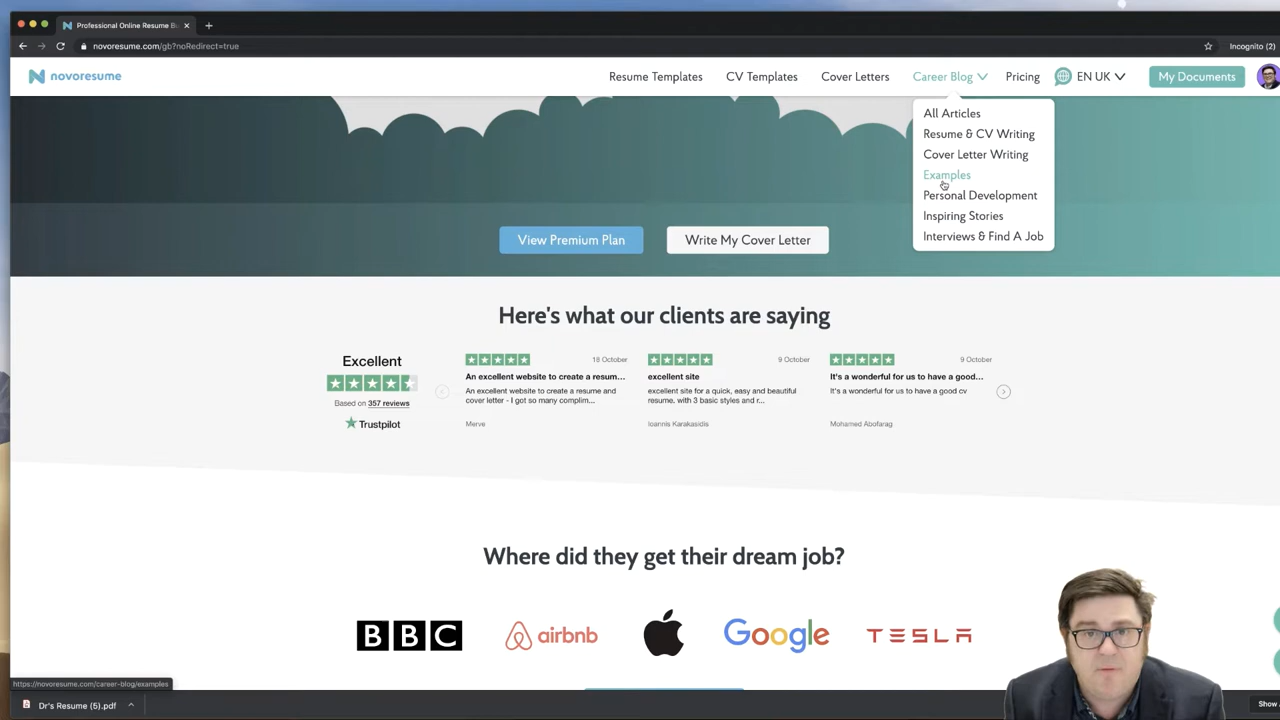 Professional Online Resume B
novoresume.com/gb?noRedirect=true
Incognito (2)
novoresume
Resume Templates
CV Templates
Cover Letters
Career Blog
Pricing
EN UK
My Documents
All Articles
Resume & CV Writing
Cover Letter Writing
Examples
Personal Development
Inspiring Stories
Interviews & Find A Job
View Premium Plan
Write My Cover Letter
Here's what our clients are saying
Excellent
Based on 357 reviews
Trustpilot
18 October
An excellent website to create a resum...
An excellent website to create a resume and
cover letter - I got so many complim...
Merve
9 October
excellent site
excellent site for a quick, easy and beautiful
resume. with 3 basic styles and r...
Ioannis Karakasidis
9 October
It's a wonderful for us to have a good...
It's a wonderful for us to have a good cv
Mohamed Abofarag
Where did they get their dream job?
BBC
airbnb
Google
TESLA
https://novoresume.com/career-blog/examples
Dr's Resume (5).pdf
Show